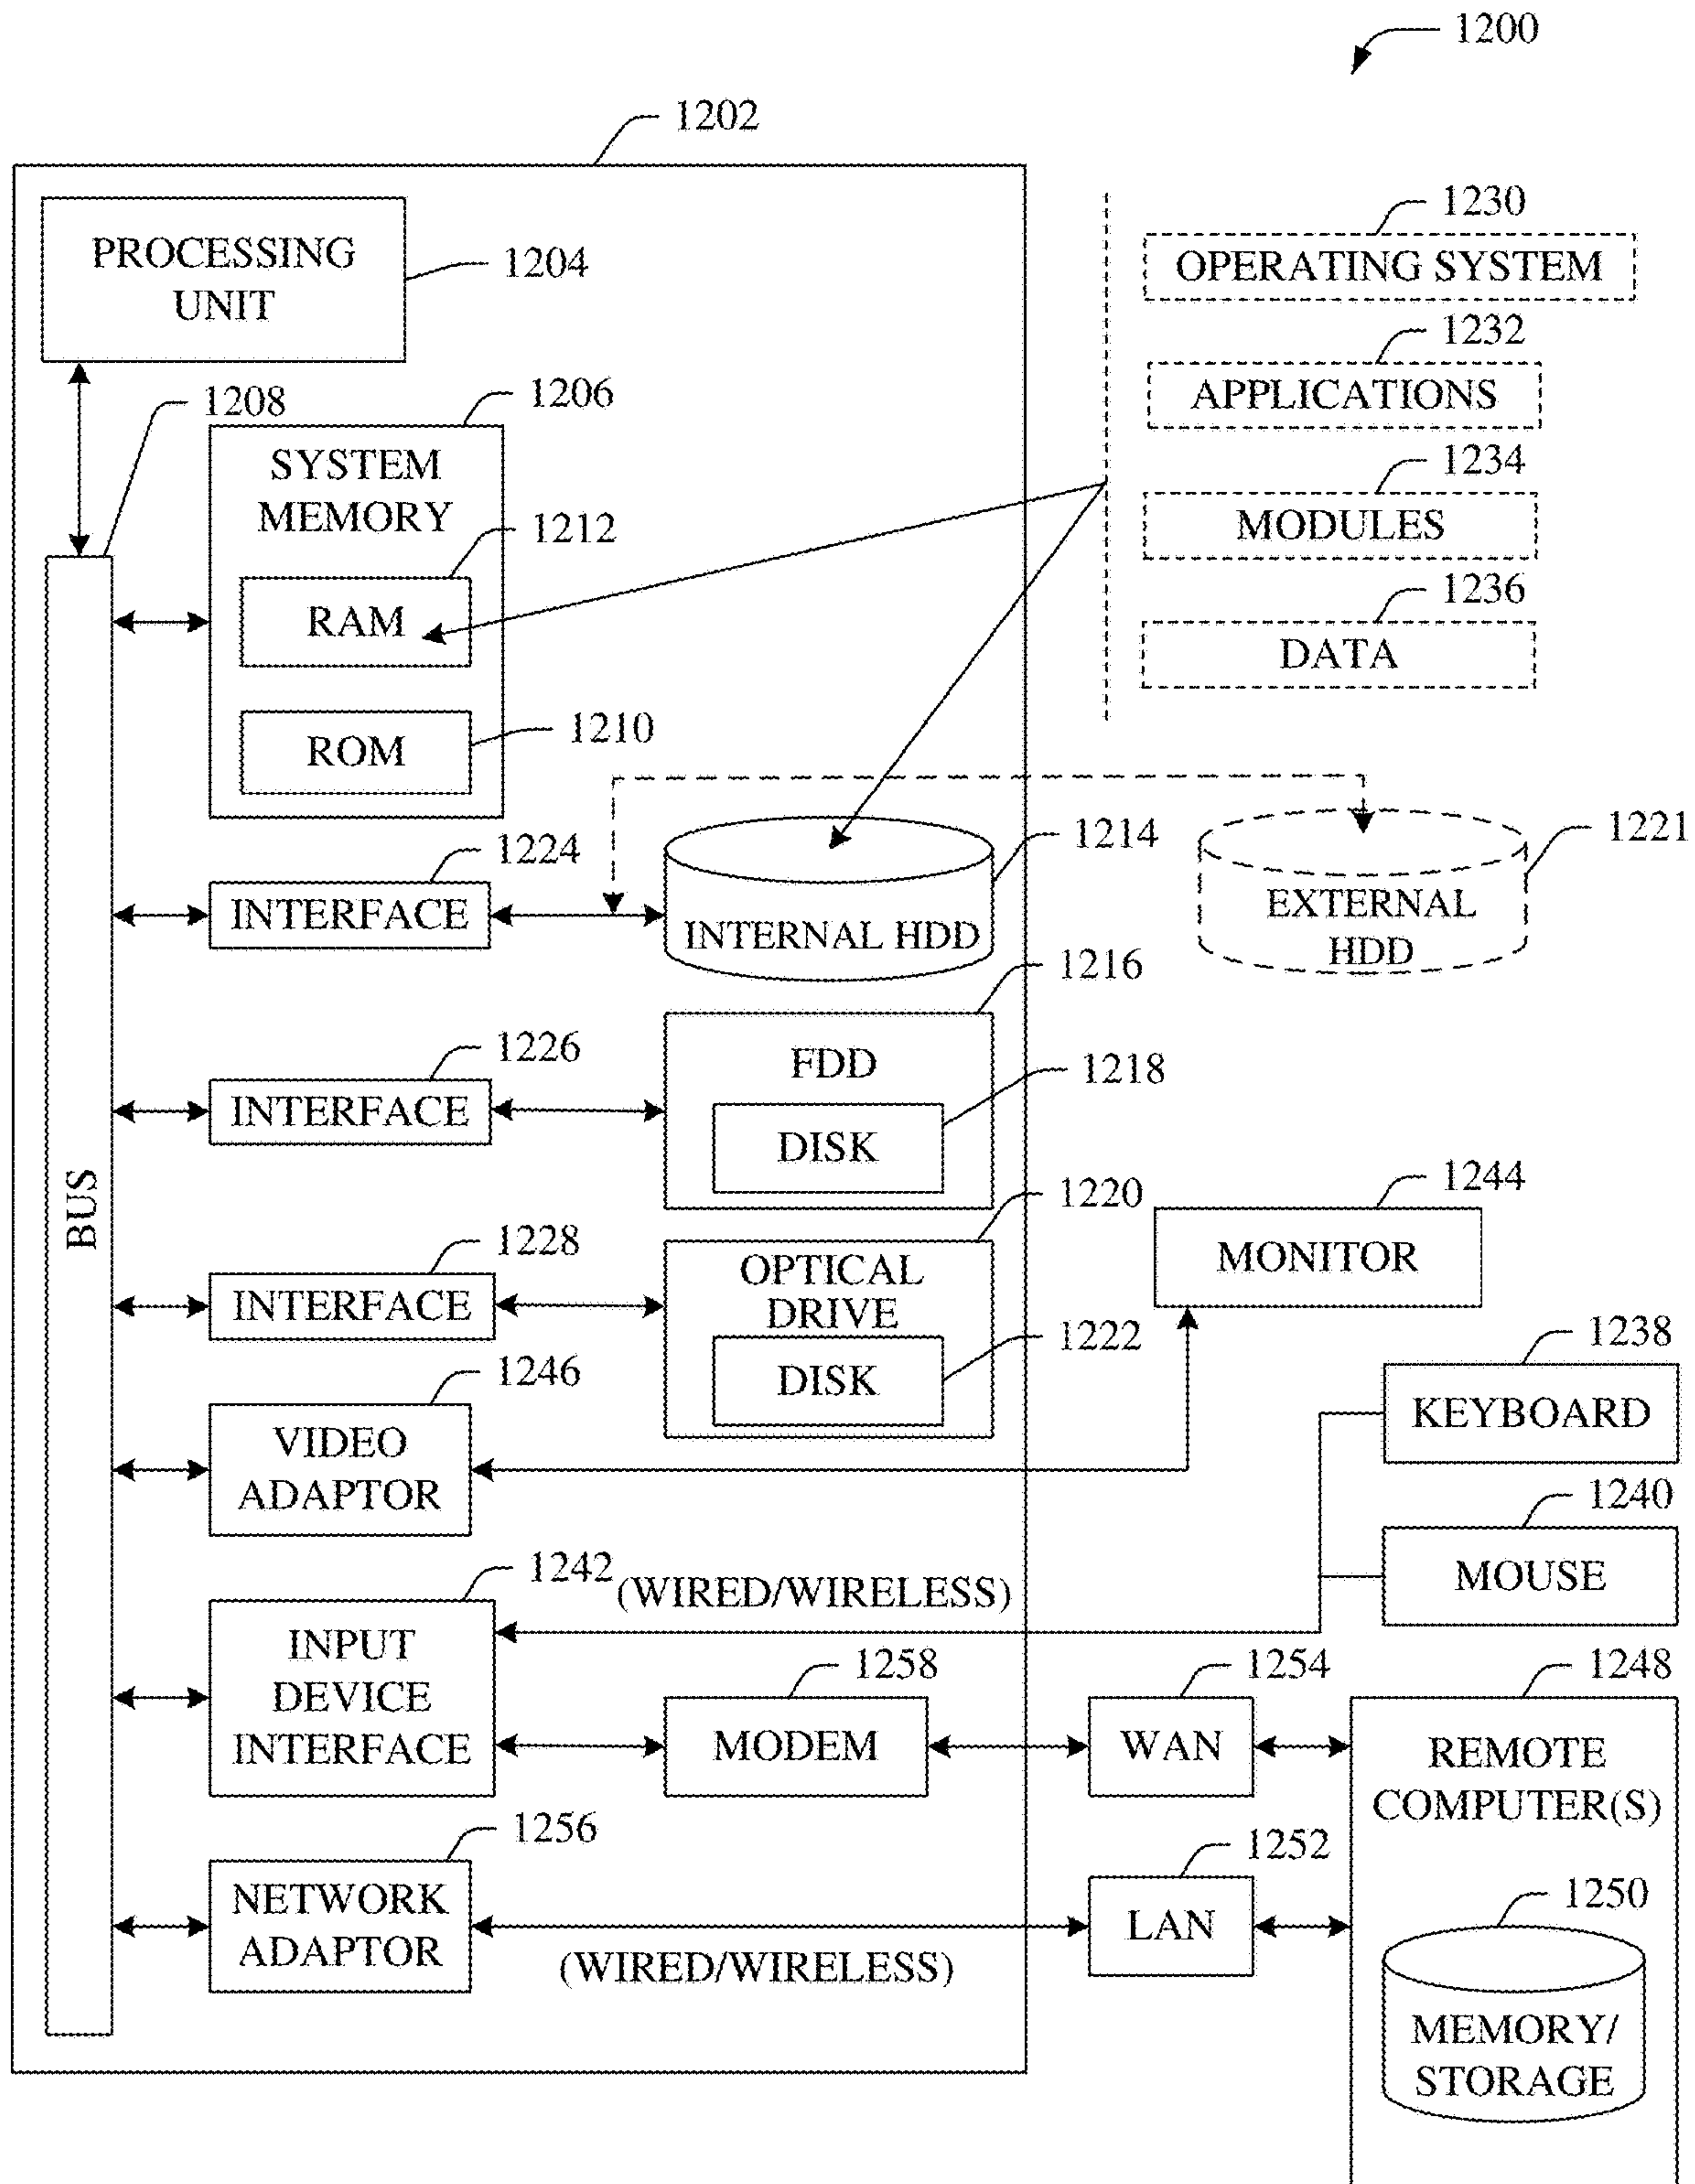 1200
1202
PROCESSING
UNIT
1204
1230
OPERATING SYSTEM
1232
APPLICATIONS
1234
MODULES
1236
DATA
1208
1206
SYSTEM
MEMORY
1212
RAM
1210
ROM
1224
INTERFACE
1214
INTERNAL HDD
1221
EXTERNAL
HDD
1216
1226
INTERFACE
FDD
1218
DISK
BUS
1220
1228
INTERFACE
OPTICAL
DRIVE
1222
DISK
1244
MONITOR
1238
KEYBOARD
1246
VIDEO
ADAPTOR
1240
MOUSE
1242
(WIRED/WIRELESS)
INPUT
DEVICE
INTERFACE
1258
MODEM
1254
WAN
1248
REMOTE
COMPUTER(S)
1256
NETWORK
ADAPTOR
(WIRED/WIRELESS)
1252
LAN
1250
MEMORY/
STORAGE